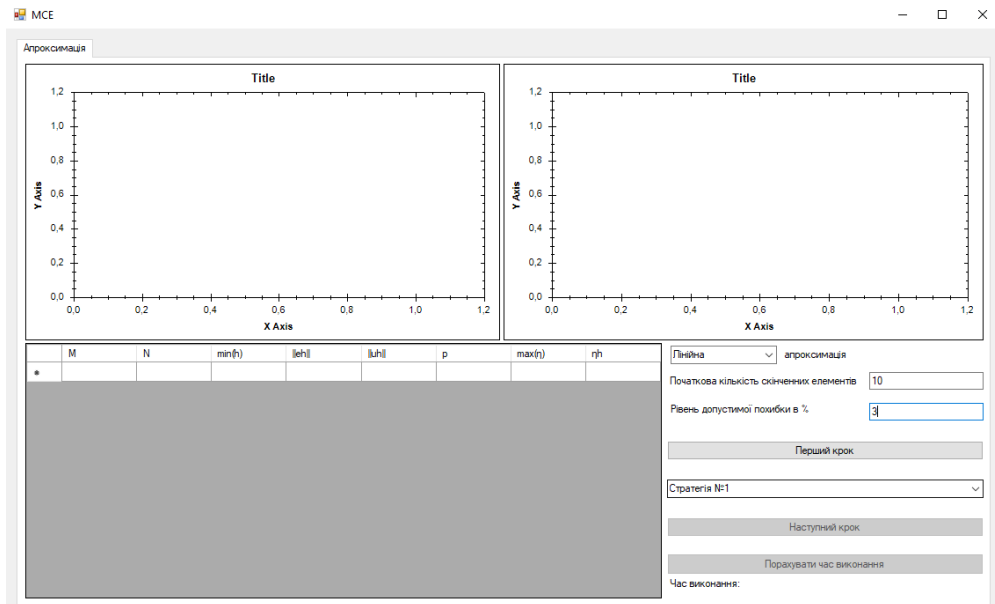 МСЕ
Апроксимація
Title
1,2
1,0
0,8
0,6
0,4
0,2
0,0
Y Axis
0,0 0,2 0,4 0,6 0,8 1,0 1,2
X Axis
Title
1,2
1,0
0,8
0,6
0,4
0,2
0,0
Y Axis
0,0 0,2 0,4 0,6 0,8 1,0 1,2
X Axis
M N min(h) ||eh|| ||uh|| p max(η) ηh
*
Лінійна апроксимація
Початкова кількість скінченних елементів 10
Рівень допустимої похибки в % 3
Перший крок
Стратегія №1
Наступний крок
Порахувати час виконання
Час виконання: